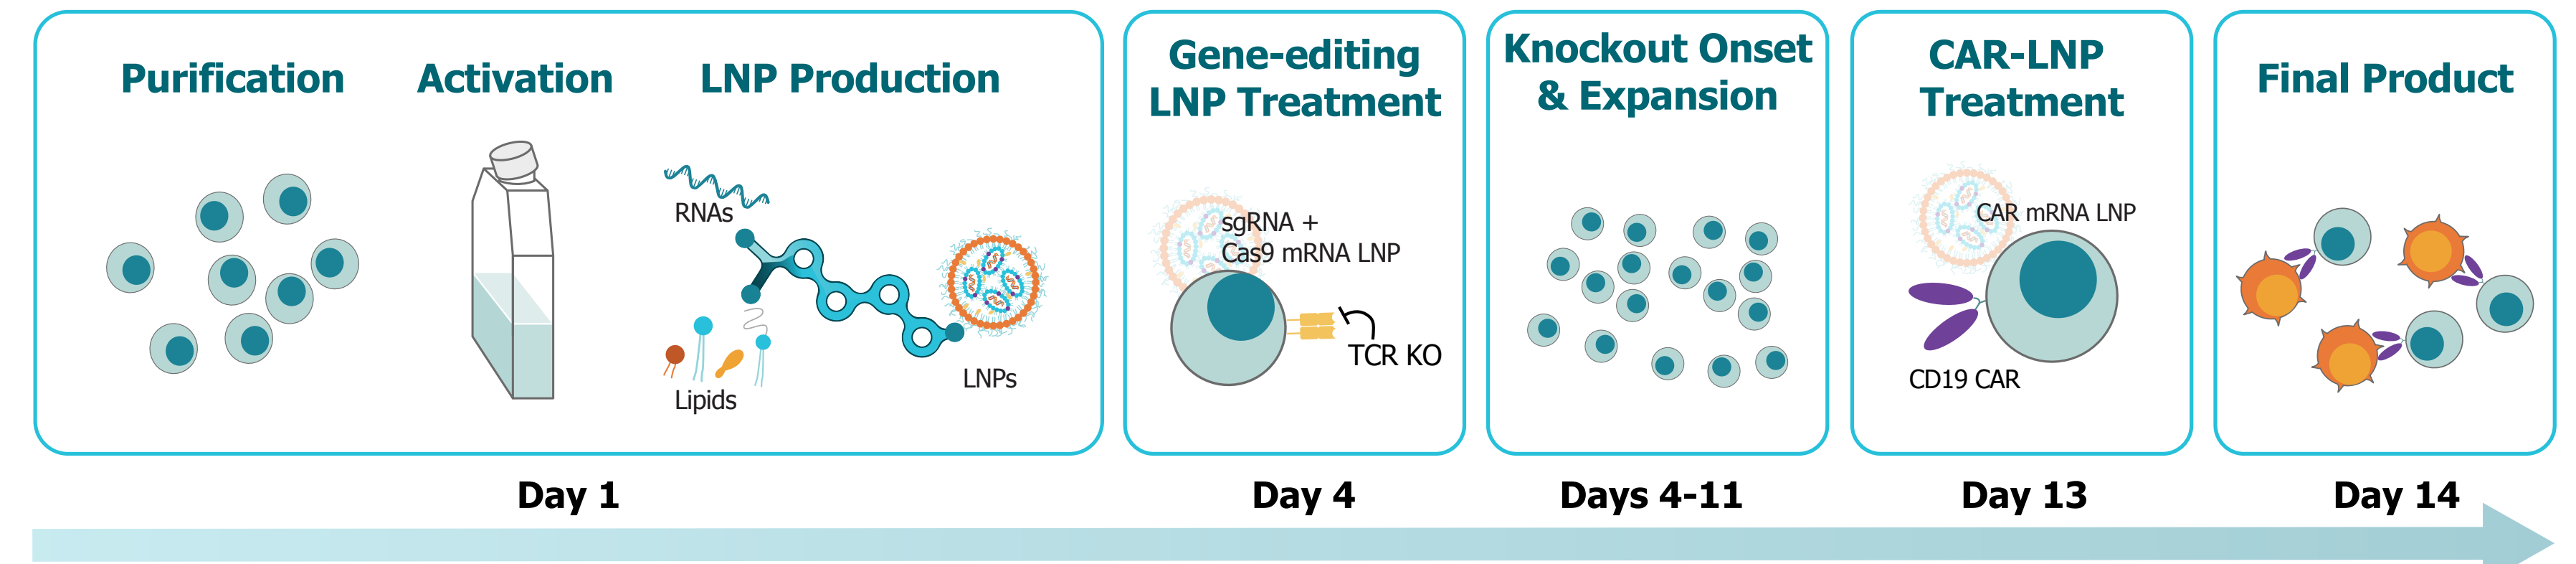 Purification
Activation
LNP Production
RNAs
Lipids
LNPs
Day 1
Gene-editing
LNP Treatment
sgRNA +
Cas9 mRNA LNP
TCR KO
Day 4
Knockout Onset
& Expansion
Days 4-11
CAR-LNP
Treatment
CAR mRNA LNP
CD19 CAR
Day 13
Final Product
Day 14